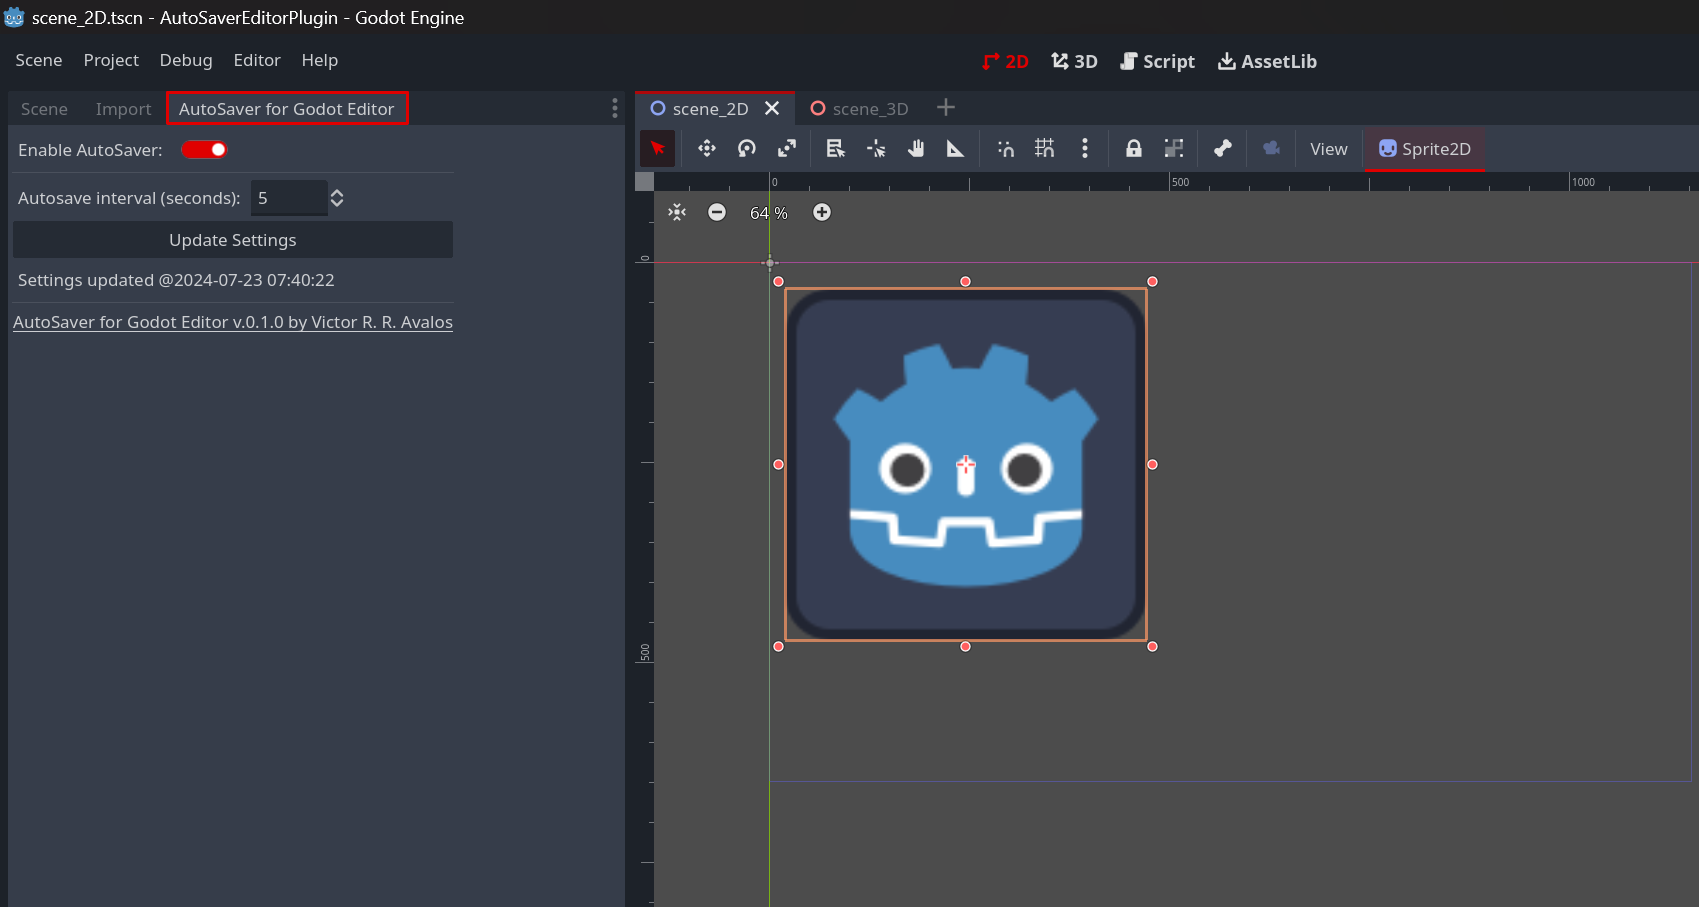 scene_2D.tscn - AutoSaverEditorPlugin - Godot Engine
Scene Project Debug Editor Help
2D 3D Script AssetLib
Scene Import AutoSaver for Godot Editor
Enable AutoSaver:
Autosave interval (seconds): 5
Update Settings
Settings updated @2024-07-23 07:40:22
AutoSaver for Godot Editor v.0.1.0 by Victor R. R. Avalos
scene_2D scene_3D
View Sprite2D
0 500 1000
64 %
0
500